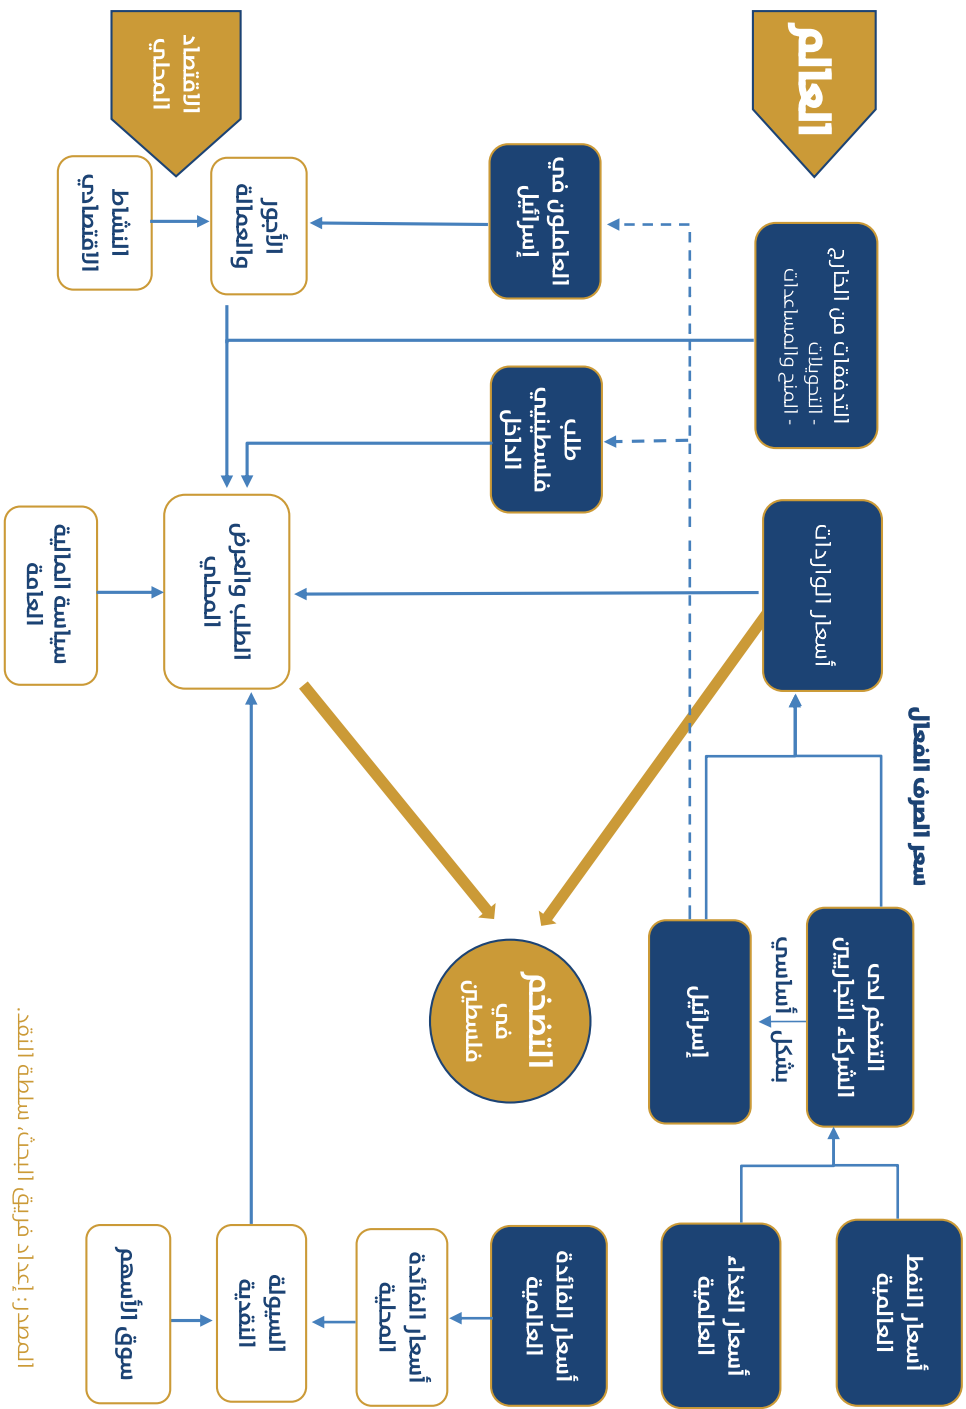 العالم
الاقتصاد
المحلي
أسعار النفط
العالمية
أسعار الغذاء
العالمية
أسعار الفائدة
العالمية
أسعار الفائدة
المحلية
السيولة
النقدية
سوق الأسهم
سعر الصرف الفعال
التضخم لدى
الشركاء التجاريين
بشكل أساسي
إسرائيل
التضخم
في
فلسطين
أسعار الواردات
الطلب والعرض
المحلي
سياسة المالية
العامة
التدفقات من الخارج
- التحويلات
- المنح والمساعدات
طلب
فلسطينيي
الداخل
العاملون في
إسرائيل
الأجور
والعمالة
النشاط
الاقتصادي
المصدر: إعداد فريق البحث، سلطة النقد.